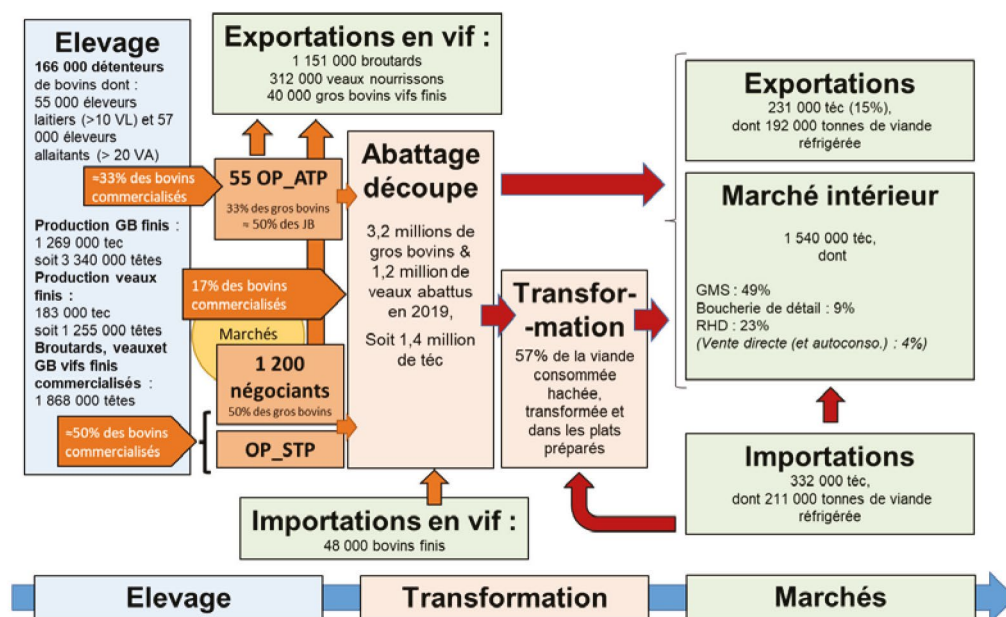 Elevage
166 000 détenteurs
de bovins dont :
55 000 éleveurs
laitiers (>10 VL) et 57
000 éleveurs
allaitants (> 20 VA)
≈33% des bovins
commercialisés
Production GB finis :
1 269 000 tec
soit 3 340 000 têtes
Production veaux
finis :
183 000 tec
soit 1 255 000 têtes
Broutards, veauxet
GB vifs finis
commercialisés :
1 868 000 têtes
≈50% des bovins
commercialisés
Exportations en vif :
1 151 000 broutards
312 000 veaux nourrissons
40 000 gros bovins vifs finis
55 OP_ATP
33% des gros bovins
≈ 50% des JB
17% des bovins
commercialisés
Marchés
1 200
négociants
50% des gros bovins
OP_STP
Abattage
découpe
3,2 millions de
gros bovins &
1,2 million de
veaux abattus
en 2019,
Soit 1,4 million
de téc
Importations en vif :
48 000 bovins finis
Transfor-
-mation
57% de la viande
consommée
hachée,
transformée et
dans les plats
préparés
Exportations
231 000 téc (15%),
dont 192 000 tonnes de viande
réfrigérée
Marché intérieur
1 540 000 téc,
dont
GMS : 49%
Boucherie de détail : 9%
RHD : 23%
(Vente directe (et autoconso.) : 4%)
Importations
332 000 téc,
dont 211 000 tonnes de viande
réfrigérée
Elevage
Transformation
Marchés